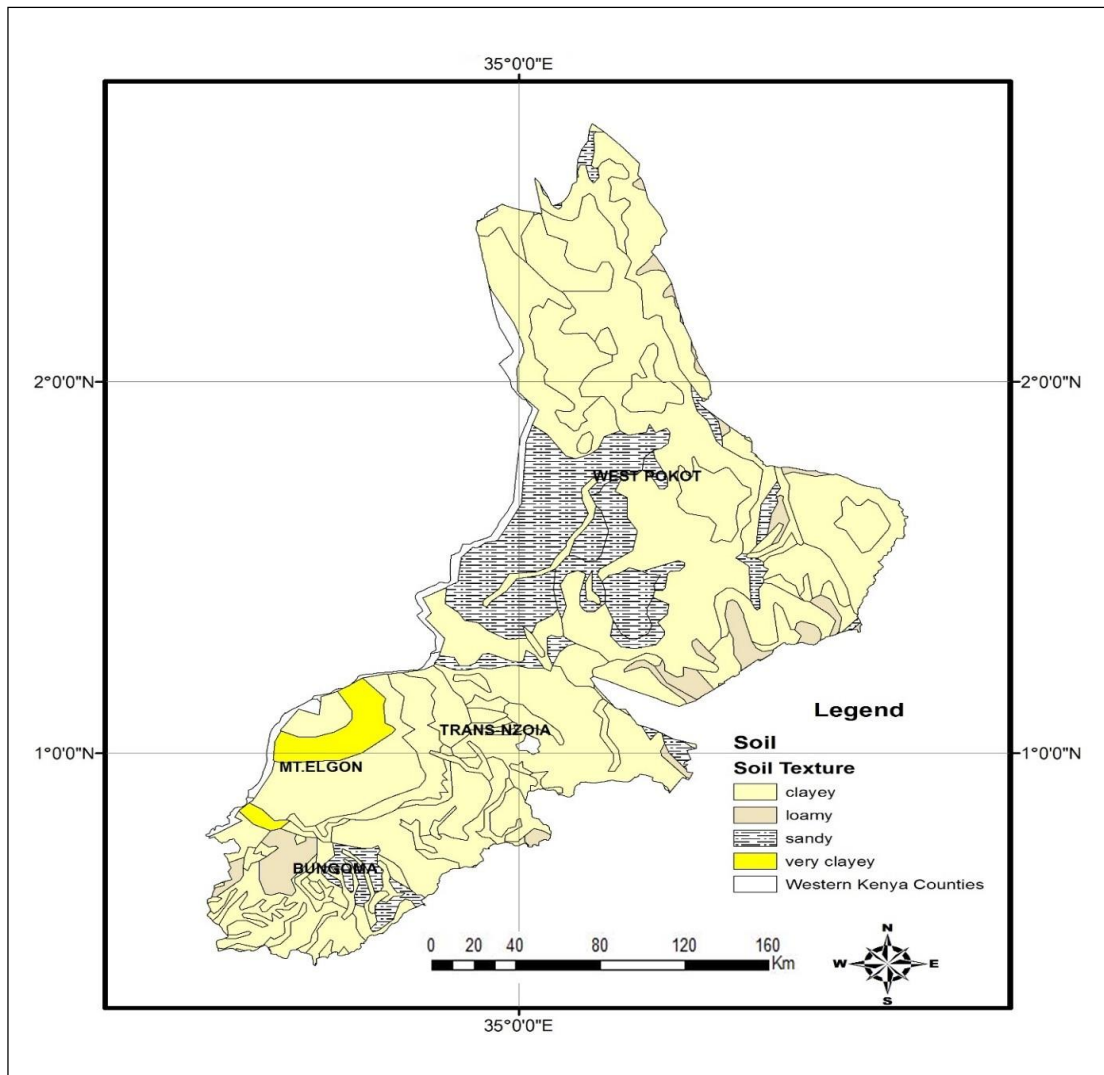 35°0'0"E
2°0'0"N
2°0'0"N
WEST POKOT
Legend
Soil
TRANS NZOIA
1°0'0"N
1°0'0"N
MT.ELGON
Soil Texture
clayey
loamy
sandy
very clayey
BUNGOMA
Western Kenya Counties
0 20 40 80 120 160
Km
N
W E
S
35°0'0"E